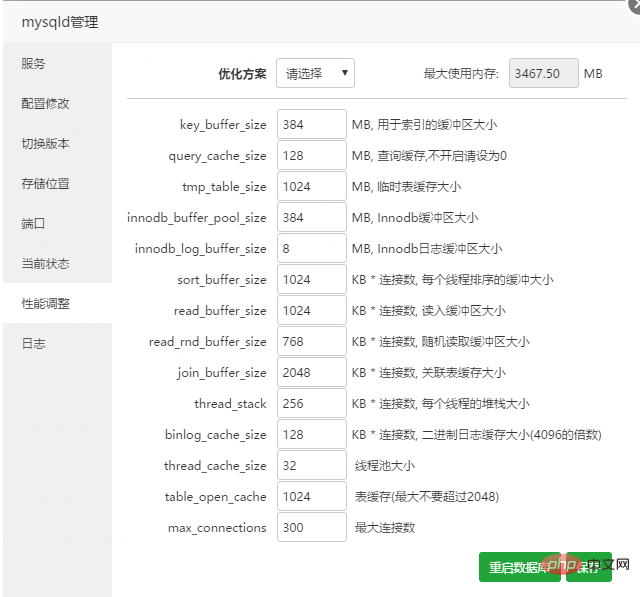 mysqld管理
服务
配置修改
切换版本
存储位置
端口
当前状态
性能调整
日志
优化方案 请选择 最大使用内存: 3467.50 MB
key_buffer_size 384 MB, 用于索引的缓冲区大小
query_cache_size 128 MB, 查询缓存,不开启请设为0
tmp_table_size 1024 MB, 临时表缓存大小
innodb_buffer_pool_size 384 MB, Innodb缓冲区大小
innodb_log_buffer_size 8 MB, Innodb日志缓冲区大小
sort_buffer_size 1024 KB * 连接数, 每个线程排序的缓冲大小
read_buffer_size 1024 KB * 连接数, 读入缓冲区大小
read_rnd_buffer_size 768 KB * 连接数, 随机读取缓冲区大小
join_buffer_size 2048 KB * 连接数, 关联表缓存大小
thread_stack 256 KB * 连接数, 每个线程的堆栈大小
binlog_cache_size 128 KB * 连接数, 二进制日志缓存大小(4096的倍数)
thread_cache_size 32 线程池大小
table_open_cache 1024 表缓存(最大不要超过2048)
max_connections 300 最大连接数
重启数据库 保存
php 中文网